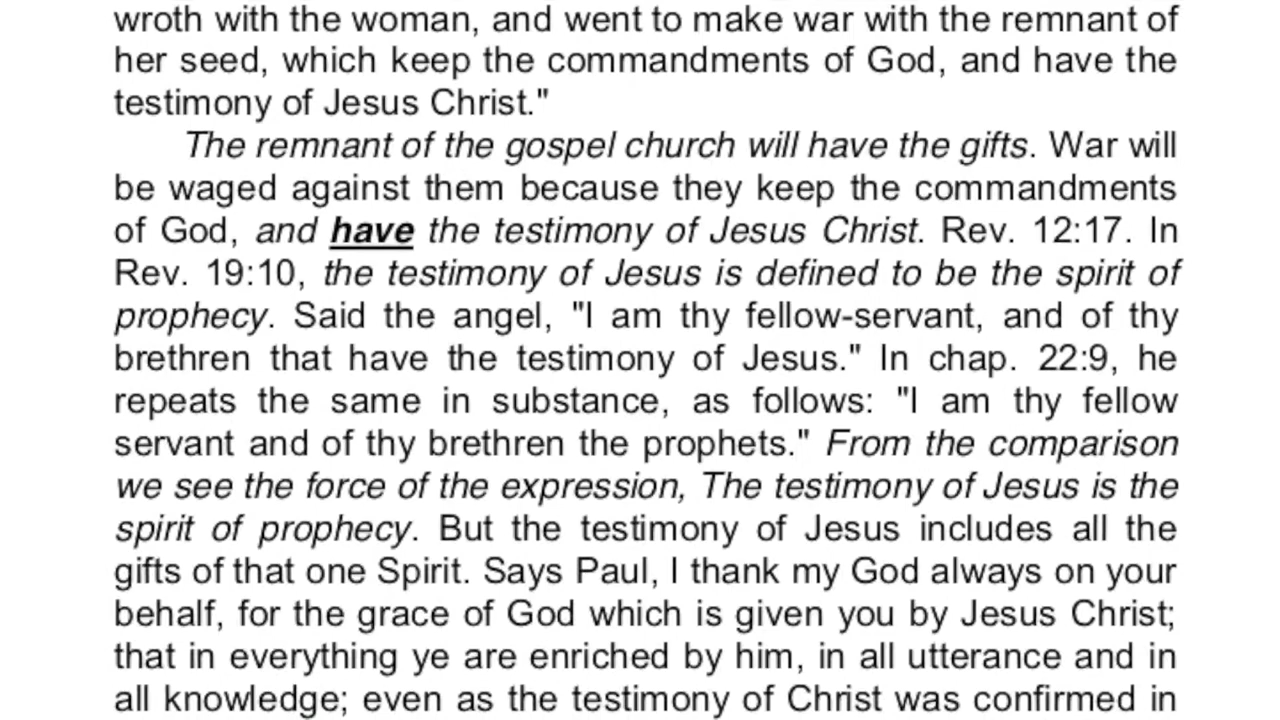 wroth with the woman, and went to make war with the remnant of
her seed, which keep the commandments of God, and have the
testimony of Jesus Christ."
The remnant of the gospel church will have the gifts. War will
be waged against them because they keep the commandments
of God, and have the testimony of Jesus Christ. Rev. 12:17. In
Rev. 19:10, the testimony of Jesus is defined to be the spirit of
prophecy. Said the angel, "I am thy fellow-servant, and of thy
brethren that have the testimony of Jesus." In chap. 22:9, he
repeats the same in substance, as follows: "I am thy fellow
servant and of thy brethren the prophets." From the comparison
we see the force of the expression, The testimony of Jesus is the
spirit of prophecy. But the testimony of Jesus includes all the
gifts of that one Spirit. Says Paul, I thank my God always on your
behalf, for the grace of God which is given you by Jesus Christ;
that in everything ye are enriched by him, in all utterance and in
all knowledge; even as the testimony of Christ was confirmed in